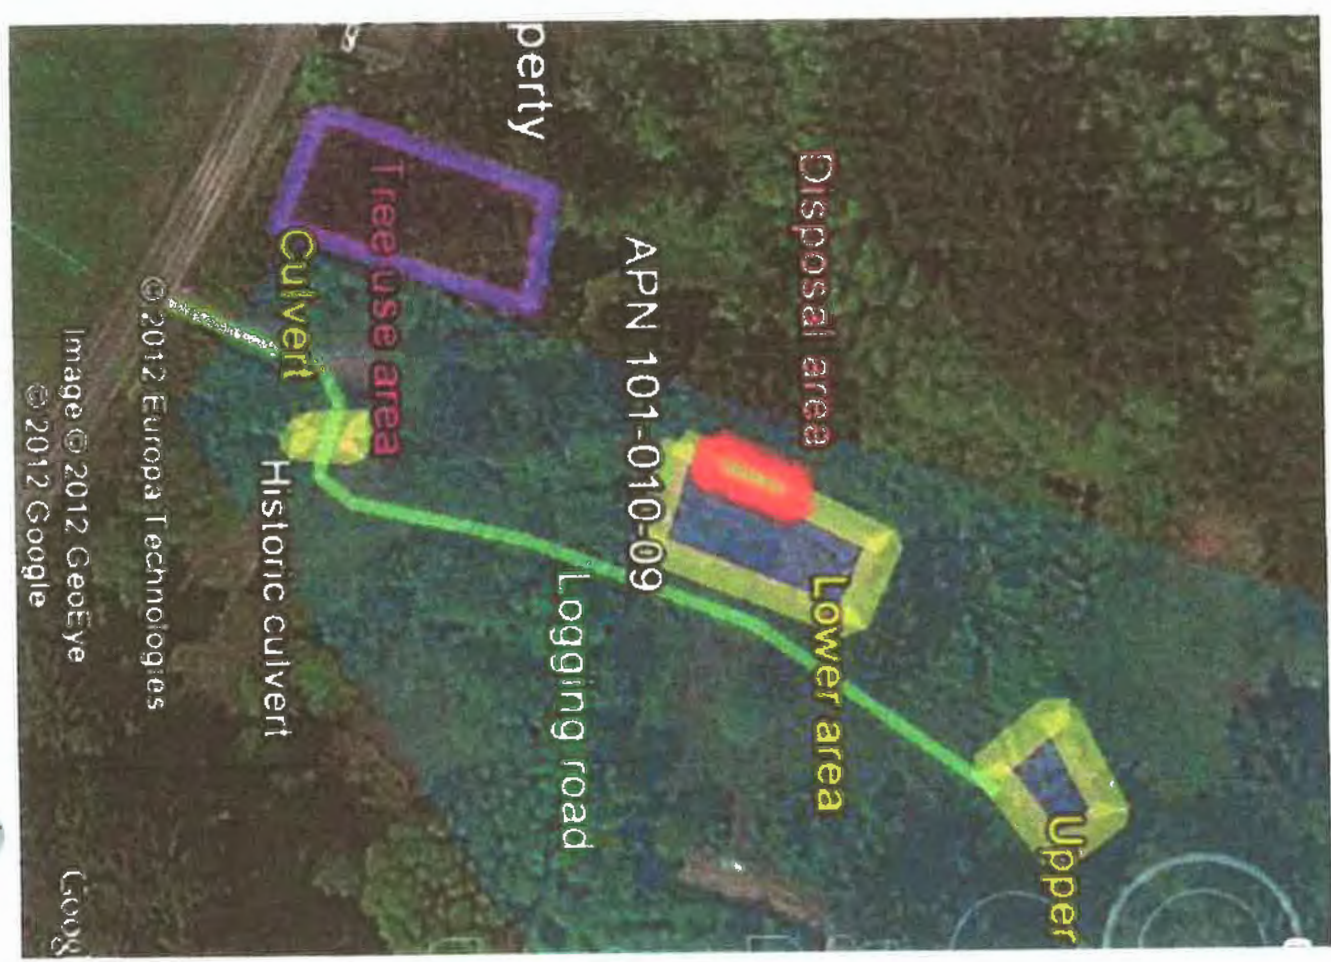 perty
Disposal area
Tree use area
APN 101-010-09
Culvert
Lower area
Historic culvert
Logging road
Upper
© 2012 Europa Technologies
Image © 2012 GeoEye
© 2012 Google
Goog